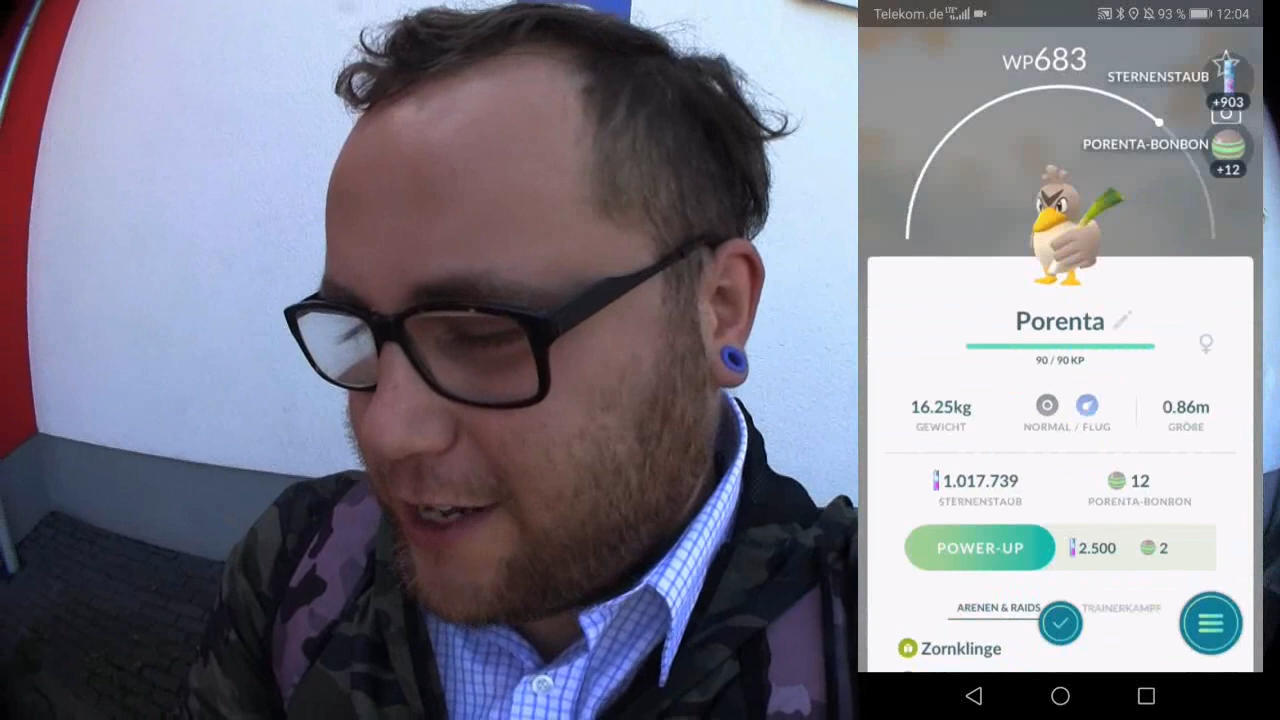 Telekom.de LTE 93 % 12:04
WP683
STERNENSTAUB
+903
PORENTA-BONBON
+12
Porenta
90 / 90 KP
16.25kg
GEWICHT
NORMAL / FLUG
0.86m
GRÖßE
1.017.739
STERNENSTAUB
12
PORENTA-BONBON
POWER-UP 2.500 2
ARENEN & RAIDS TRAINERKAMPF
Zornklinge